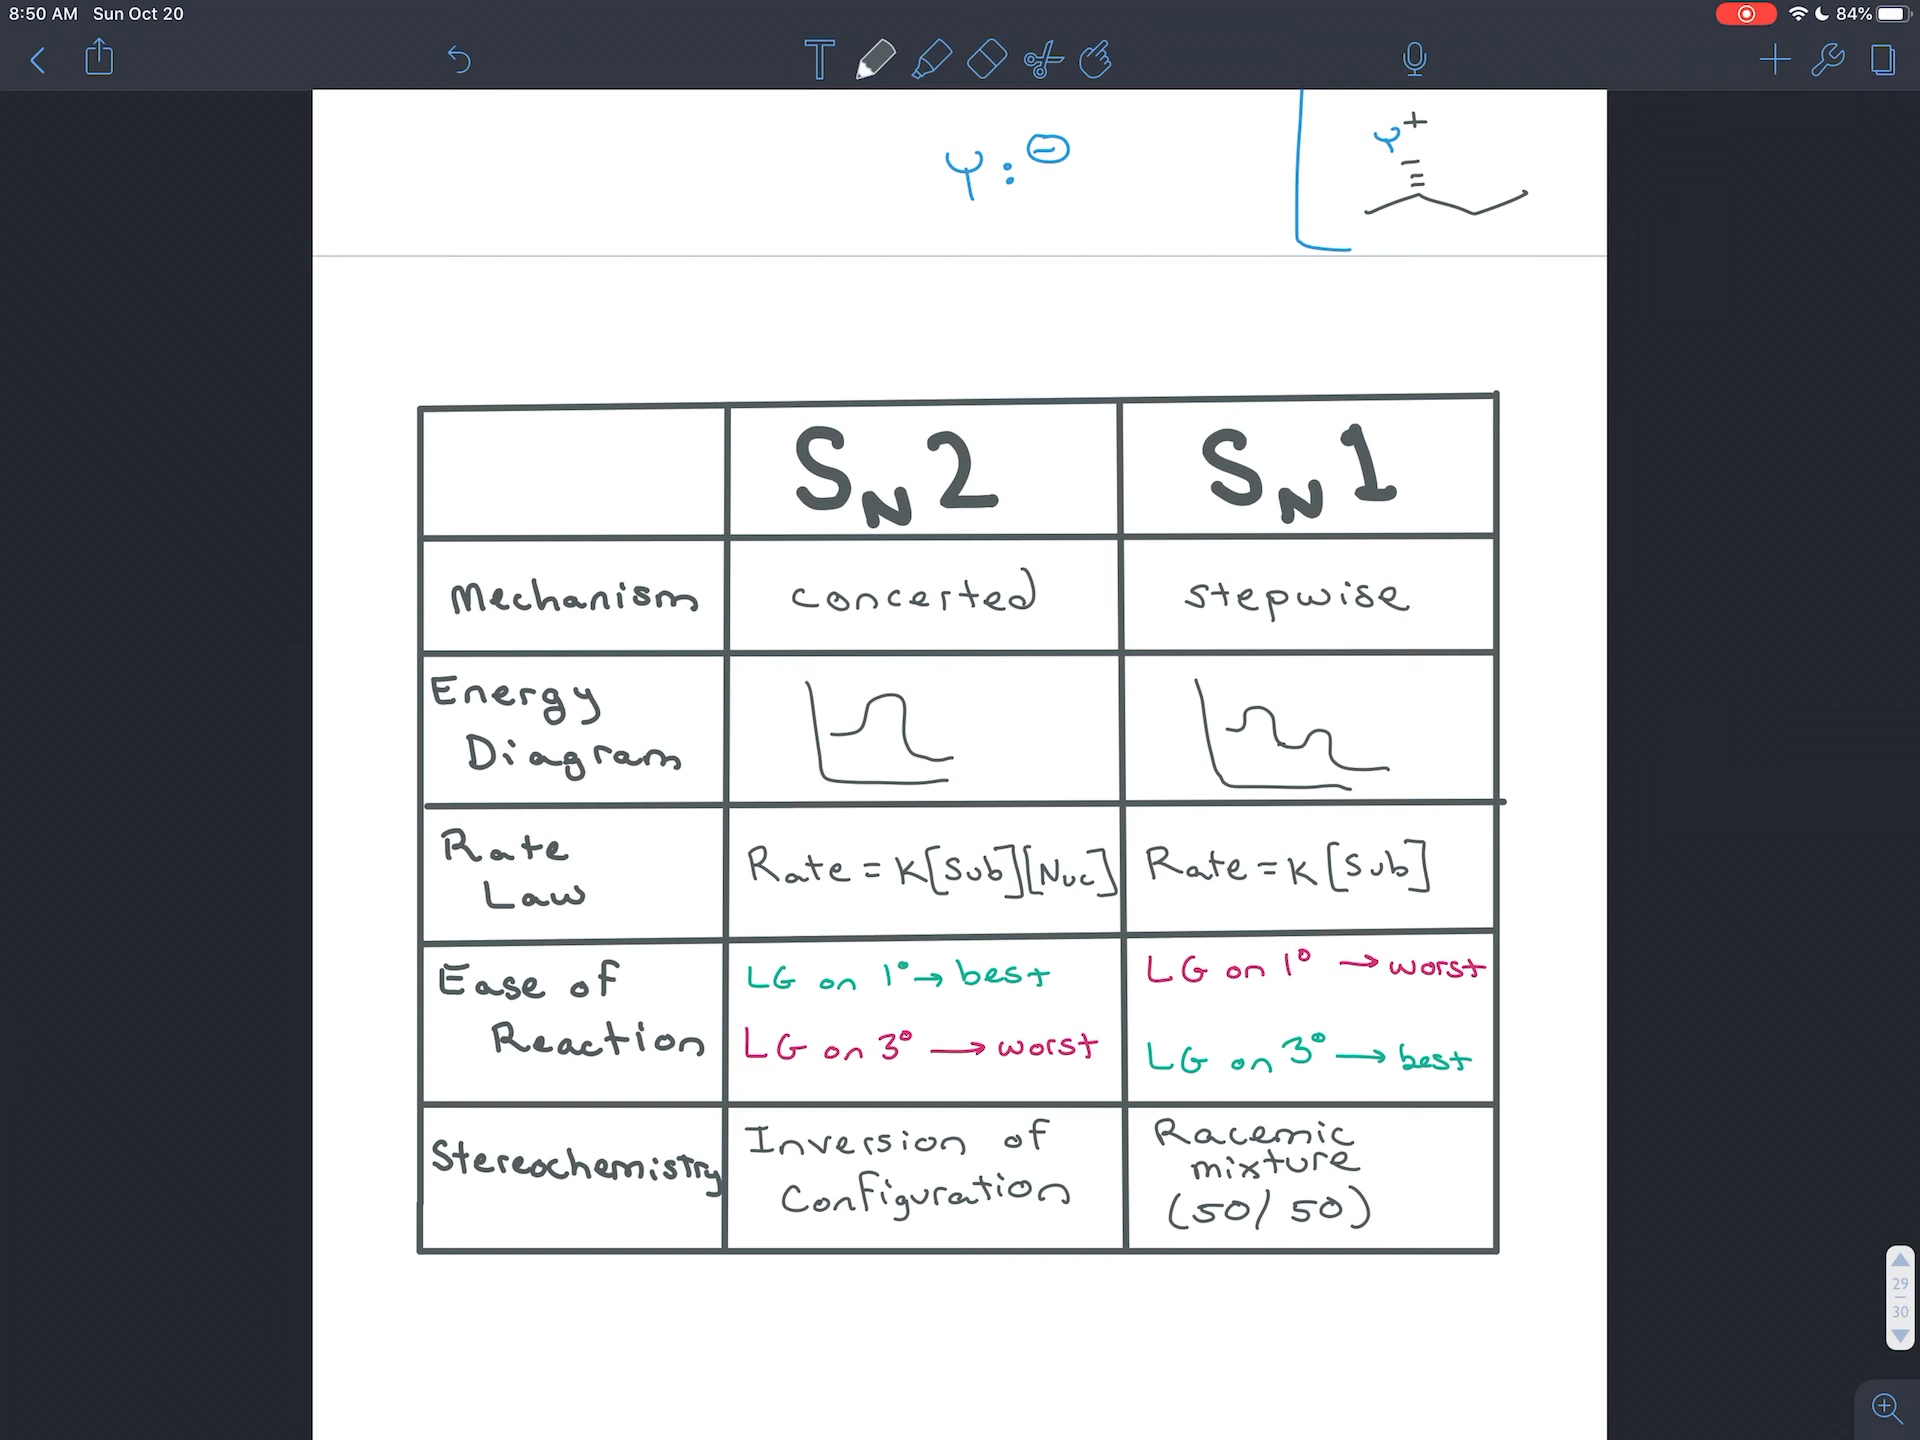 8:50 AM Sun Oct 20
84%
T
Y:⊖
Y+
SN2
SN1
Mechanism
concerted
stepwise
Energy
Diagram
Rate
Law
Rate = K[Sub][Nuc]
Rate = K[Sub]
Ease of
Reaction
LG on 1° → best
LG on 3° → worst
LG on 1° → worst
LG on 3° → best
Stereochemistry
Inversion of
Configuration
Racemic
mixture
(50/50)
29
30